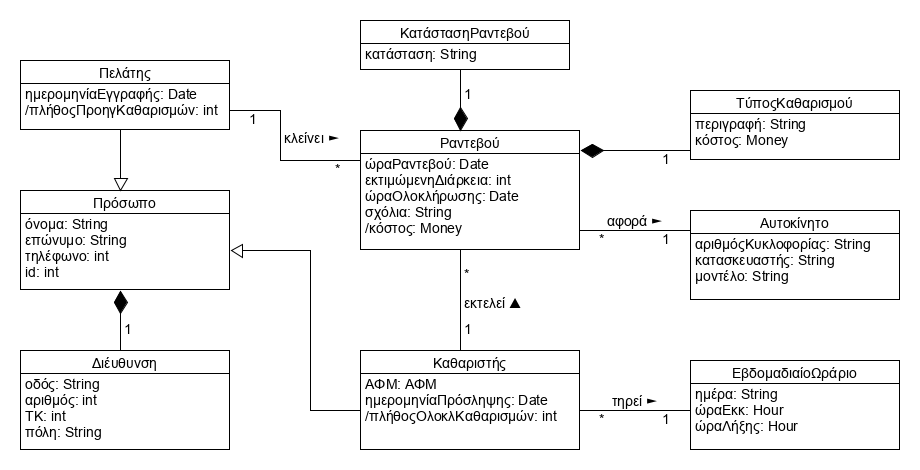 ΚατάστασηΡαντεβού
κατάσταση: String
1
Πελάτης
ημερομηνίαΕγγραφής: Date
/πλήθοςΠροηγΚαθαρισμών: int
1
κλείνει ►
*
Ραντεβού
ώραΡαντεβού: Date
εκτιμώμενηΔιάρκεια: int
ώραΟλοκλήρωσης: Date
σχόλια: String
/κόστος: Money
ΤύποςΚαθαρισμού
περιγραφή: String
κόστος: Money
1
Πρόσωπο
όνομα: String
επώνυμο: String
τηλέφωνο: int
id: int
αφορά ►
*
1
Αυτοκίνητο
αριθμόςΚυκλοφορίας: String
κατασκευαστής: String
μοντέλο: String
*
εκτελεί ▲
1
1
Διέυθυνση
οδός: String
αριθμός: int
ΤΚ: int
πόλη: String
Καθαριστής
ΑΦΜ: ΑΦΜ
ημερομηνίαΠρόσληψης: Date
/πλήθοςΟλοκλΚαθαρισμών: int
τηρεί ►
*
1
ΕβδομαδιαίοΩράριο
ημέρα: String
ώραΕκκ: Hour
ώραΛήξης: Hour